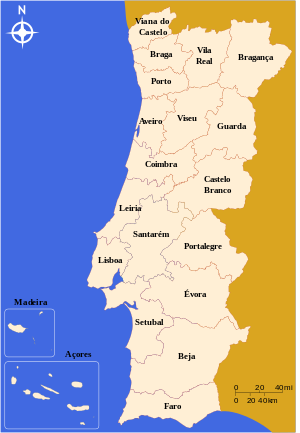 N
Viana do
Castelo
Braga
Vila
Real
Bragança
Porto
Aveiro
Viseu
Guarda
Coimbra
Castelo
Branco
Leiria
Santarém
Lisboa
Portalegre
Évora
Madeira
Setubal
Açores
Beja
Faro
0 20 40mi
0 20 40km